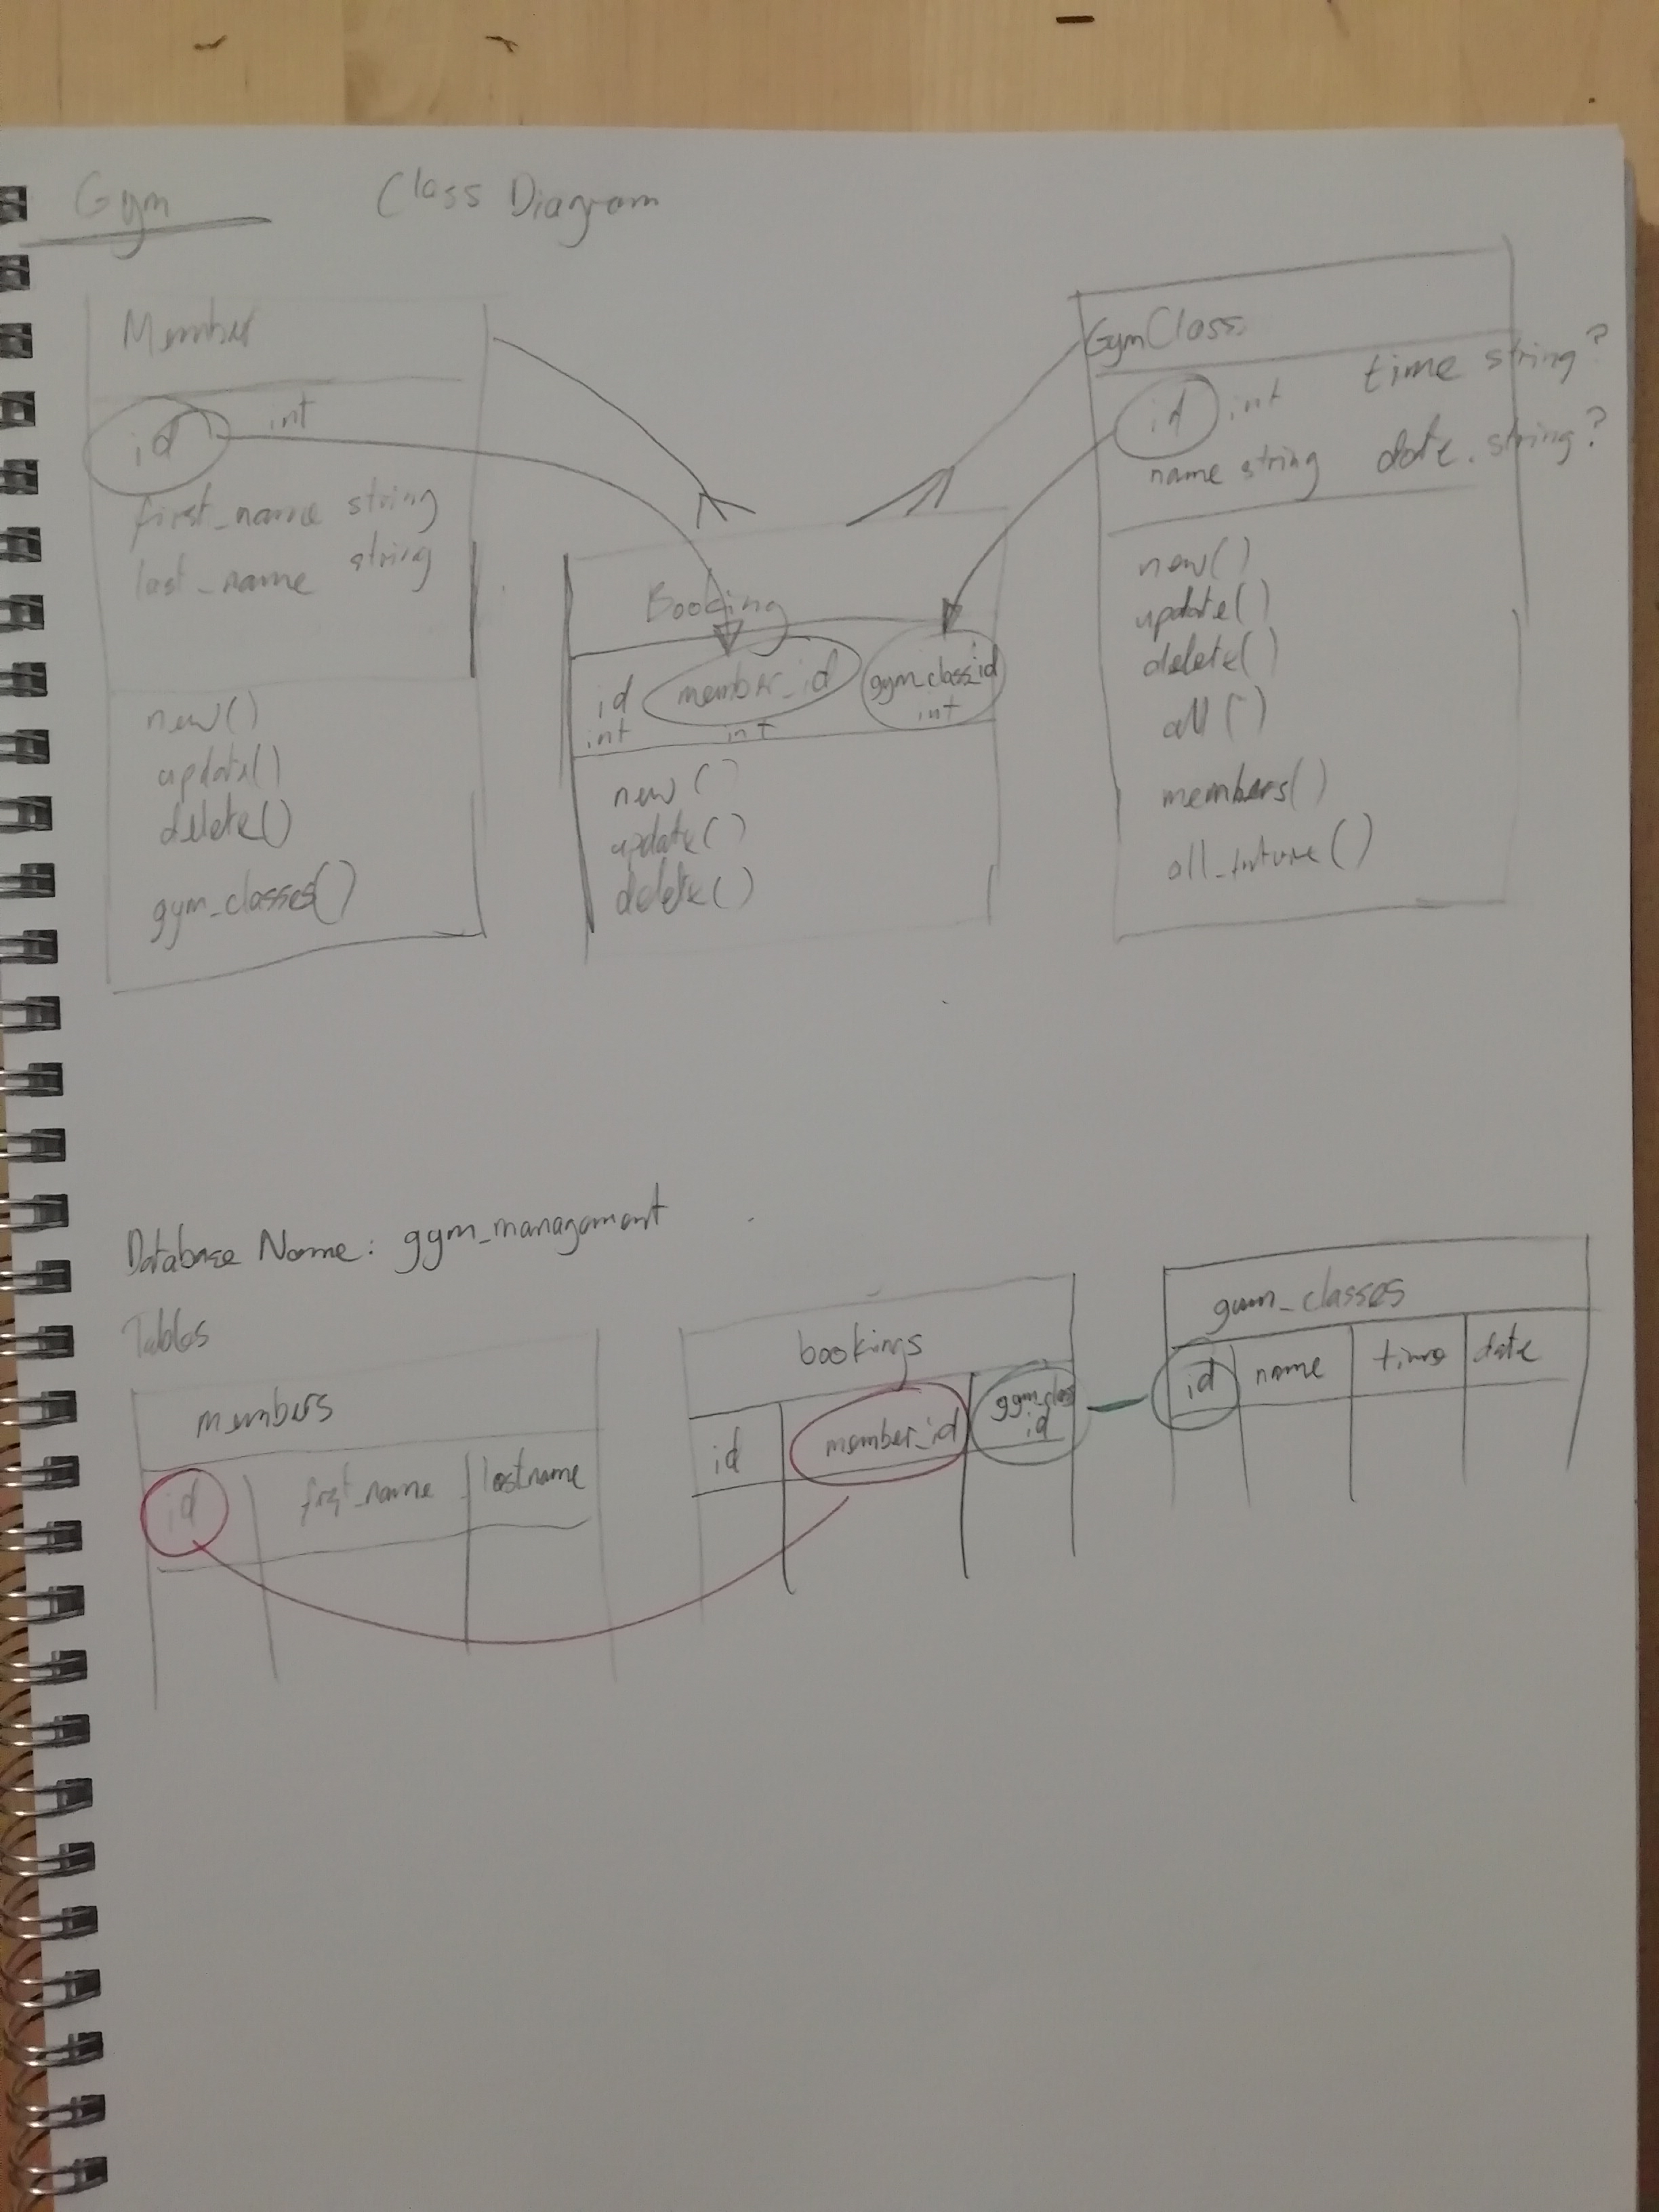 Gym Class Diagram
Member
id int
first_name string
last_name string
new()
update()
delete()
gym_classes()
Booking
id member_id gym_class_id
int int int
new()
update()
delete()
GymClass
id int time string?
name string date string?
new()
update()
delete()
all()
members()
all_future()
Database Name: gym_management
Tables
members
id first_name lastname
bookings
id member_id gym_class
id
gym_classes
id name time date